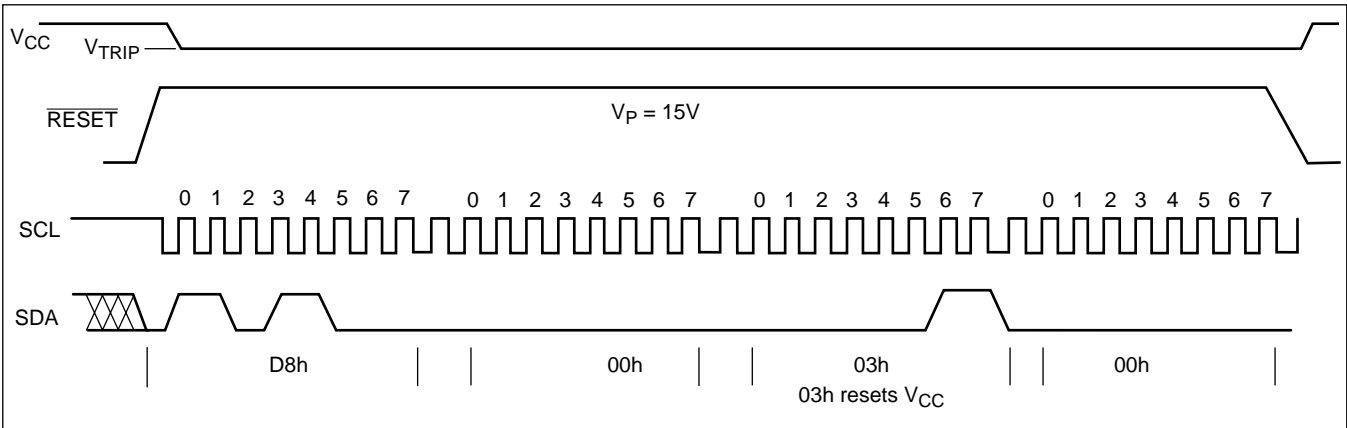 VCC
VTRIP
RESET
VP = 15V
0 1 2 3 4 5 6 7 0 1 2 3 4 5 6 7 0 1 2 3 4 5 6 7 0 1 2 3 4 5 6 7
SCL
SDA
D8h 00h 03h 00h
03h resets VCC